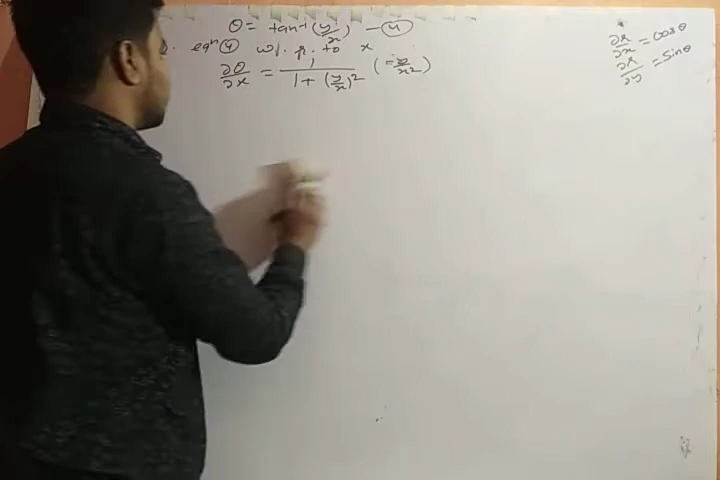 θ = tan⁻¹(y/x) —④
eqⁿ ④ w.r. to x
∂θ/∂x = 1/(1+(y/x)²) (-y/x²)
∂r/∂x = cosθ
∂r/∂y = sinθ